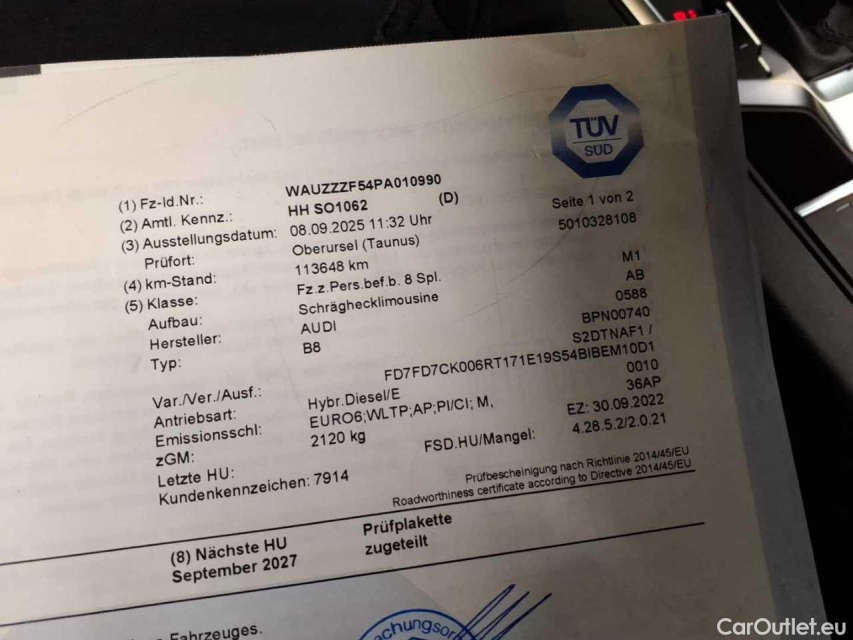 TÜV
SÜD
(1) Fz-Id.Nr.: WAUZZZF54PA010990
(2) Amtl. Kennz.: HH SO1062 (D) Seite 1 von 2
(3) Ausstellungsdatum: 08.09.2025 11:32 Uhr 5010328108
Prüfort: Oberursel (Taunus)
(4) km-Stand: 113648 km
(5) Klasse: Fz.z.Pers.bef.b. 8 Spl. M1
Aufbau: Schräghecklimousine AB
Hersteller: AUDI 0588
Typ: B8 BPN00740
S2DTNAF1 /
Var./Ver./Ausf.: FD7FD7CK006RT171E19S54BIBEM10D1
Antriebsart: Hybr.Diesel/E 0010
Emissionsschl: EURO6;WLTP;AP;PI/CI; M, 36AP
zGM: 2120 kg EZ: 30.09.2022
Letzte HU: FSD.HU/Mangel: 4.28.5.2/2.0.21
Kundenkennzeichen: 7914
Prüfbescheinigung nach Richtlinie 2014/45/EU
Roadworthiness certificate according to Directive 2014/45/EU
(8) Nächste HU Prüfplakette
September 2027 zugeteilt
Fahrzeuges.
CarOutlet.eu